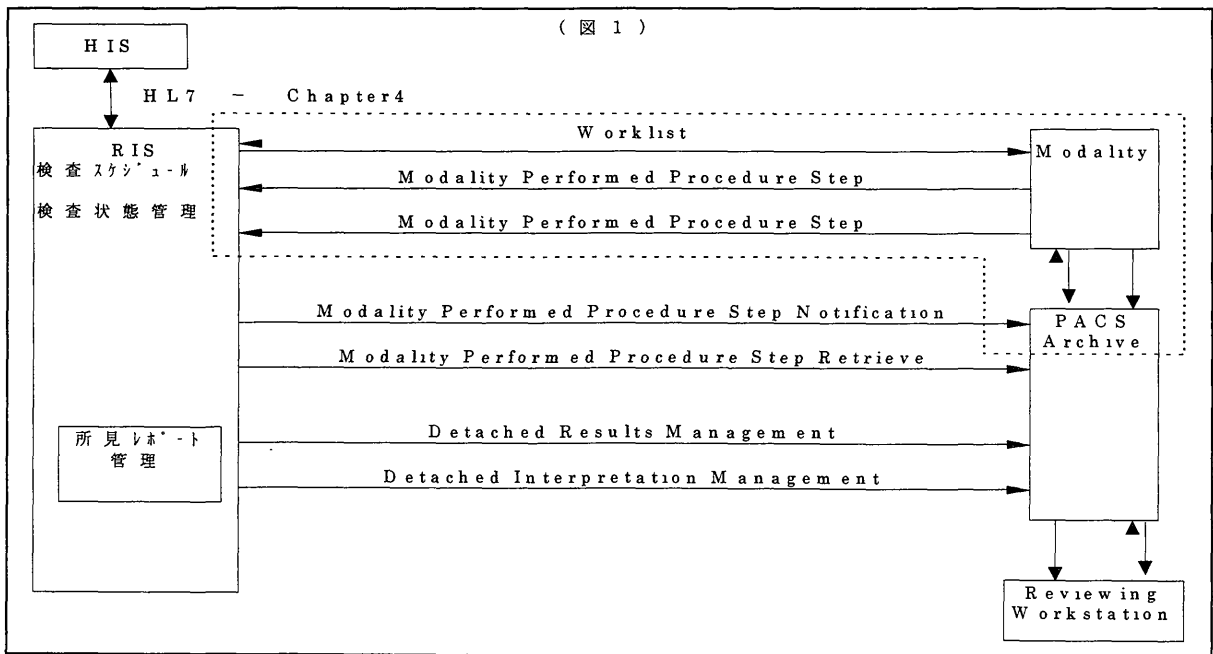 (図1)
HIS
HL7 - Chapter4
RIS
検査スケジュール
検査状態管理
Worklist
Modality Performed Procedure Step
Modality Performed Procedure Step
Modality
Modality Performed Procedure Step Notification
Modality Performed Procedure Step Retrieve
PACS
Archive
所見レポート
管理
Detached Results Management
Detached Interpretation Management
Reviewing
Workstation